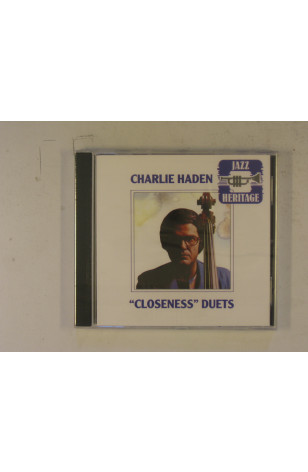 JAZZ
CHARLIE HADEN
HERITAGE
"CLOSENESS" DUETS